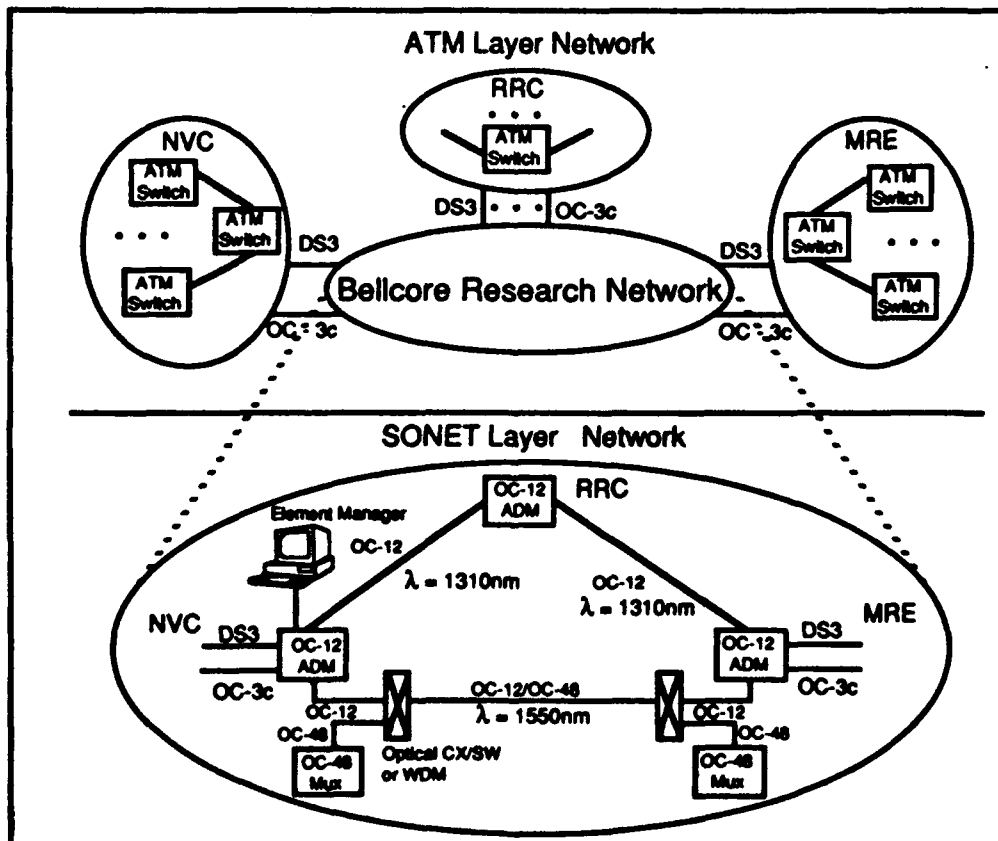 ATM Layer Network
RRC
• • •
ATM
Switch
NVC
ATM
Switch
ATM
Switch
• • •
ATM
Switch
MRE
ATM
Switch
ATM
Switch
• • •
ATM
Switch
DS3
• • •
OC-3c
DS3
DS3
Bellcore Research Network
OC-3c
OC-3c
SONET Layer Network
OC-12
ADM
RRC
Element Manager
OC-12
λ = 1310nm
OC-12
λ = 1310nm
NVC
DS3
OC-3c
OC-12
ADM
OC-12
ADM
DS3
MRE
OC-3c
OC-12
OC-12/OC-48
λ = 1550nm
OC-12
OC-48
OC-48
OC-48
Mux
Optical CX/SW
or WDM
OC-48
Mux